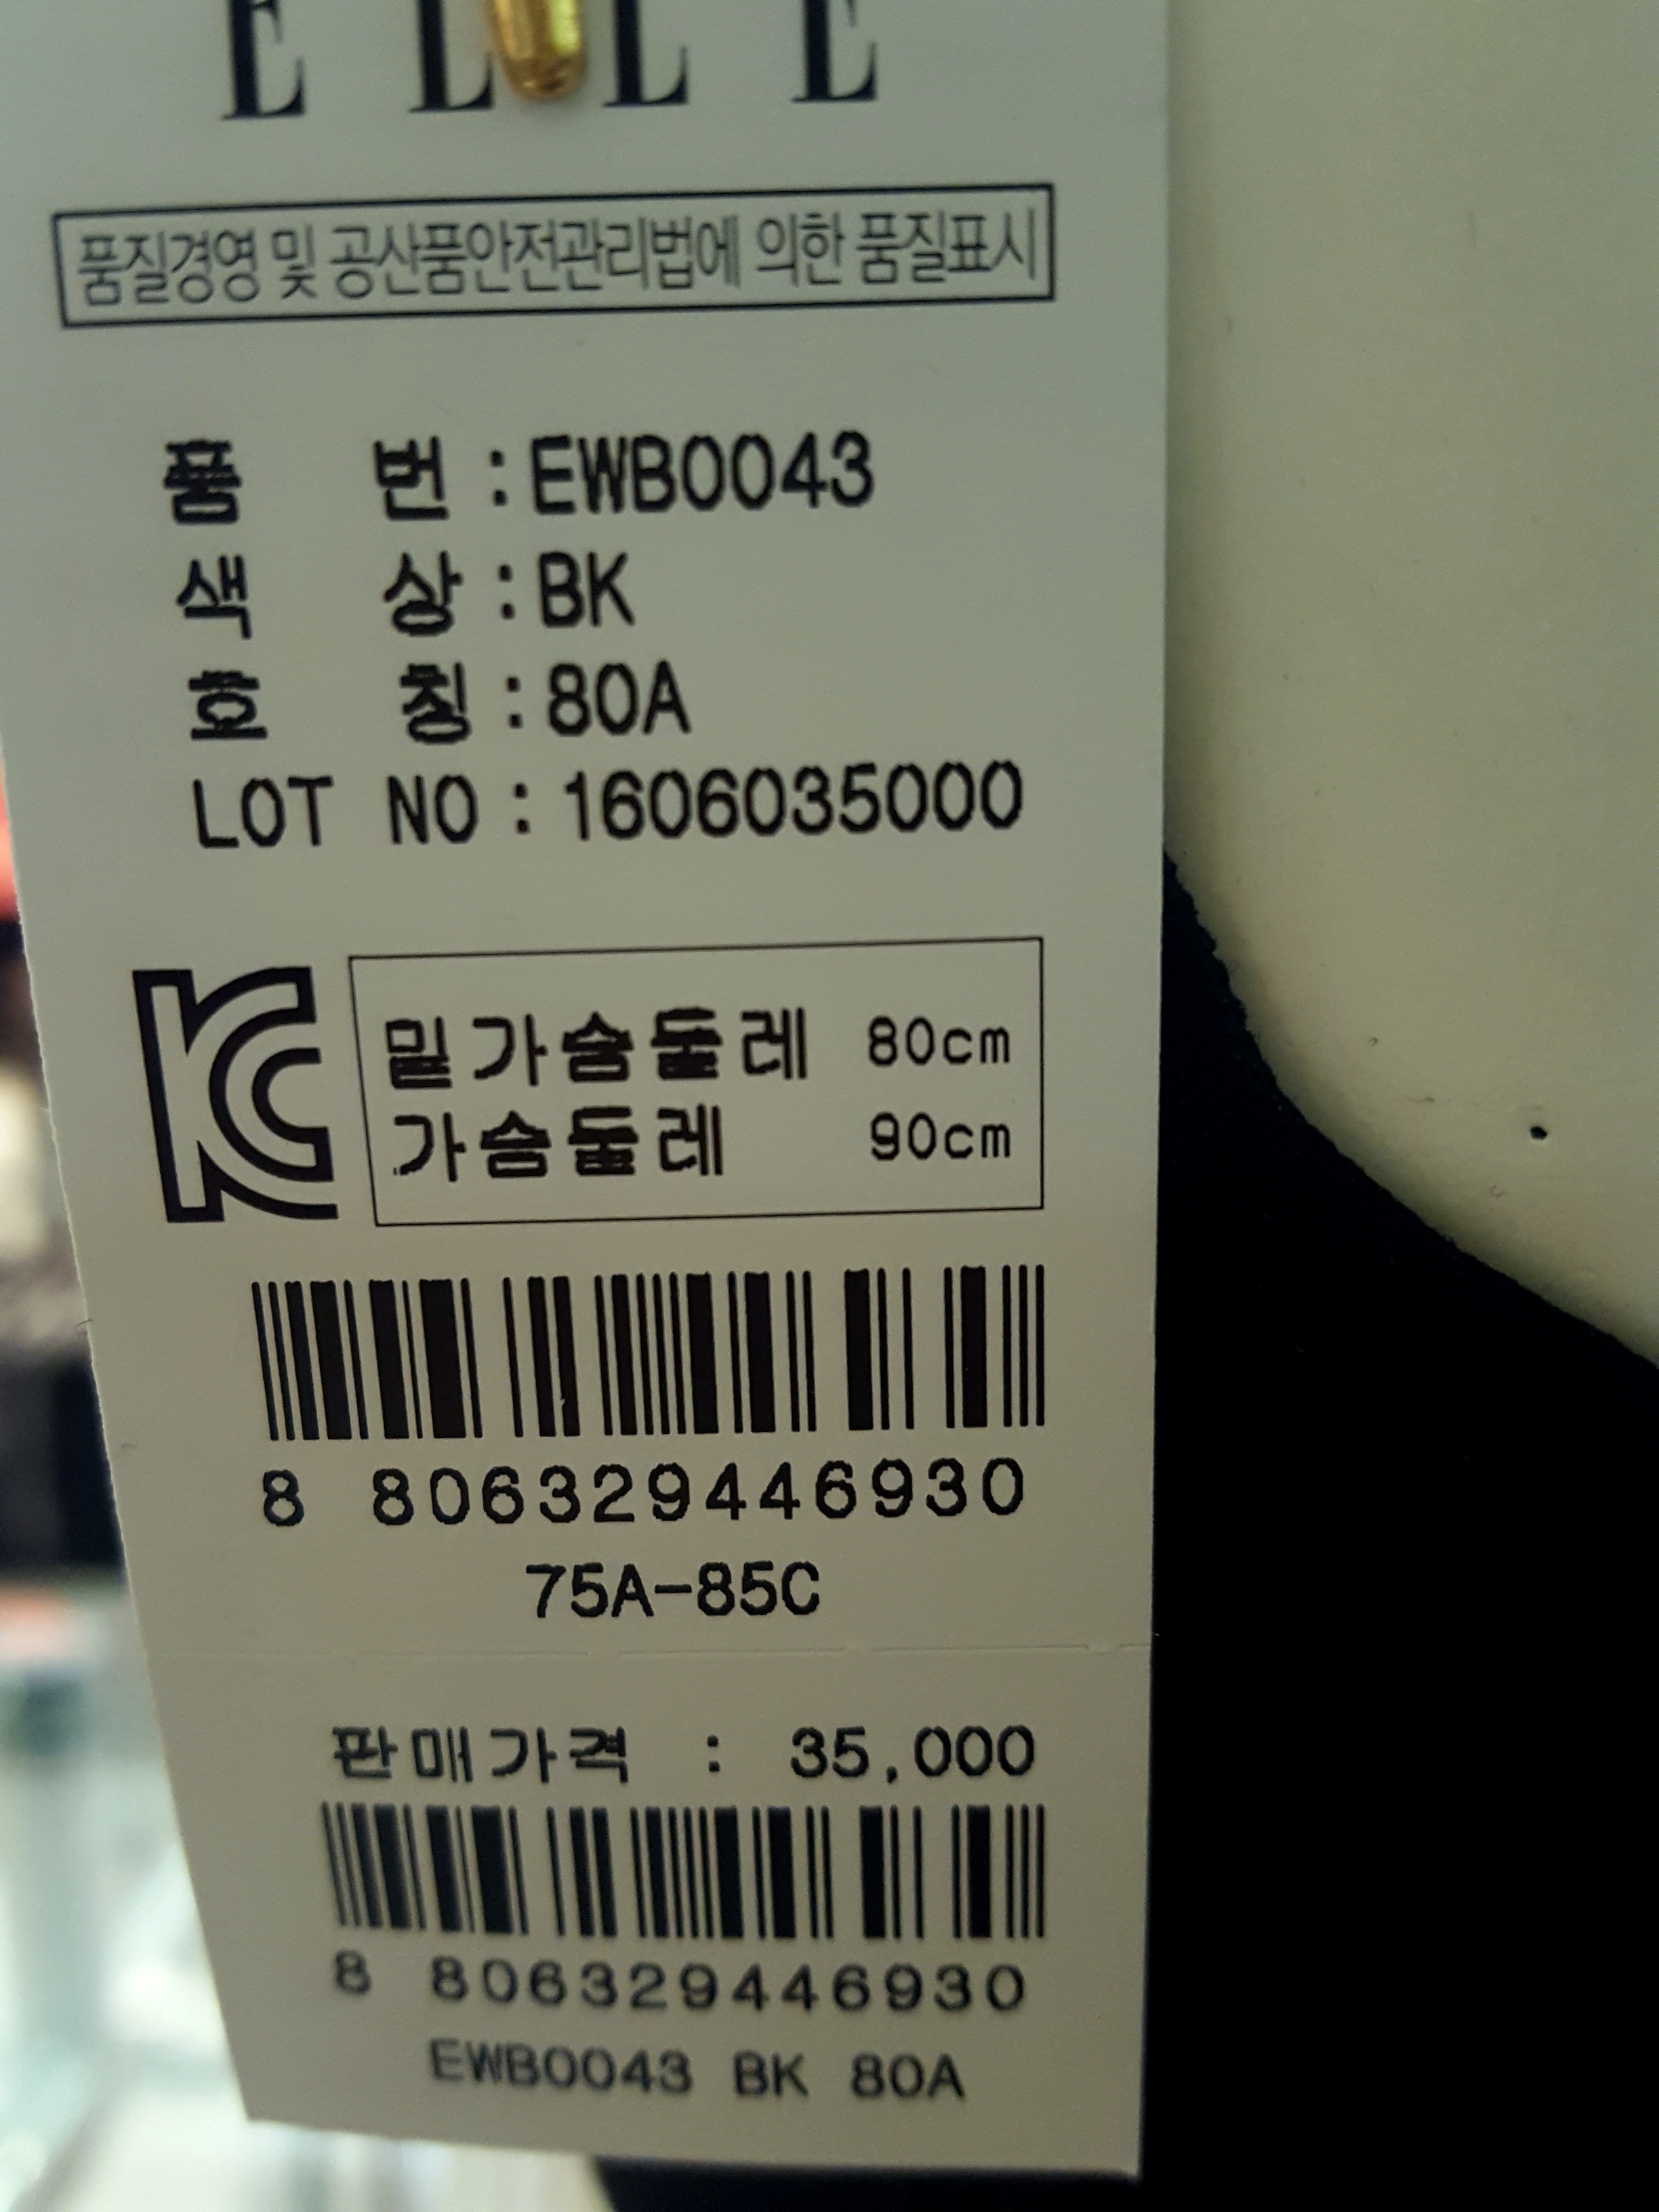 ELLE
품질경영 및 공산품안전관리법에 의한 품질표시
품 번 : EWB0043
색 상 : BK
호 칭 : 80A
LOT NO : 1606035000
밑가슴둘레 80cm
가슴둘레 90cm
8 806329446930
75A-85C
판매가격 : 35,000
8 806329446930
EWB0043 BK 80A